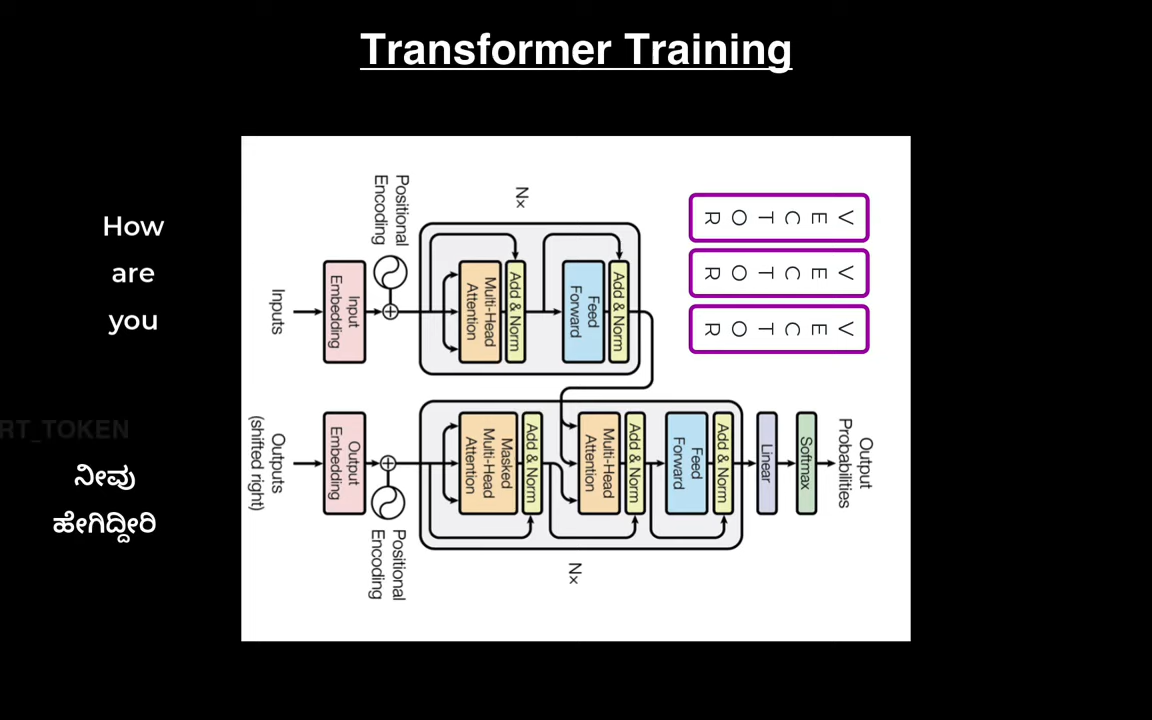 Transformer Training
How
are
you
RT_TOKEN
ನೀವು
ಹೇಗಿದ್ದೀರಿ
Inputs
Input
Embedding
Positional
Encoding
Nx
Multi-Head
Attention
Add & Norm
Feed
Forward
Add & Norm
VECTOR
VECTOR
VECTOR
Outputs
(shifted right)
Output
Embedding
Positional
Encoding
Masked
Multi-Head
Attention
Add & Norm
Multi-Head
Attention
Add & Norm
Feed
Forward
Add & Norm
Nx
Linear
Softmax
Output
Probabilities